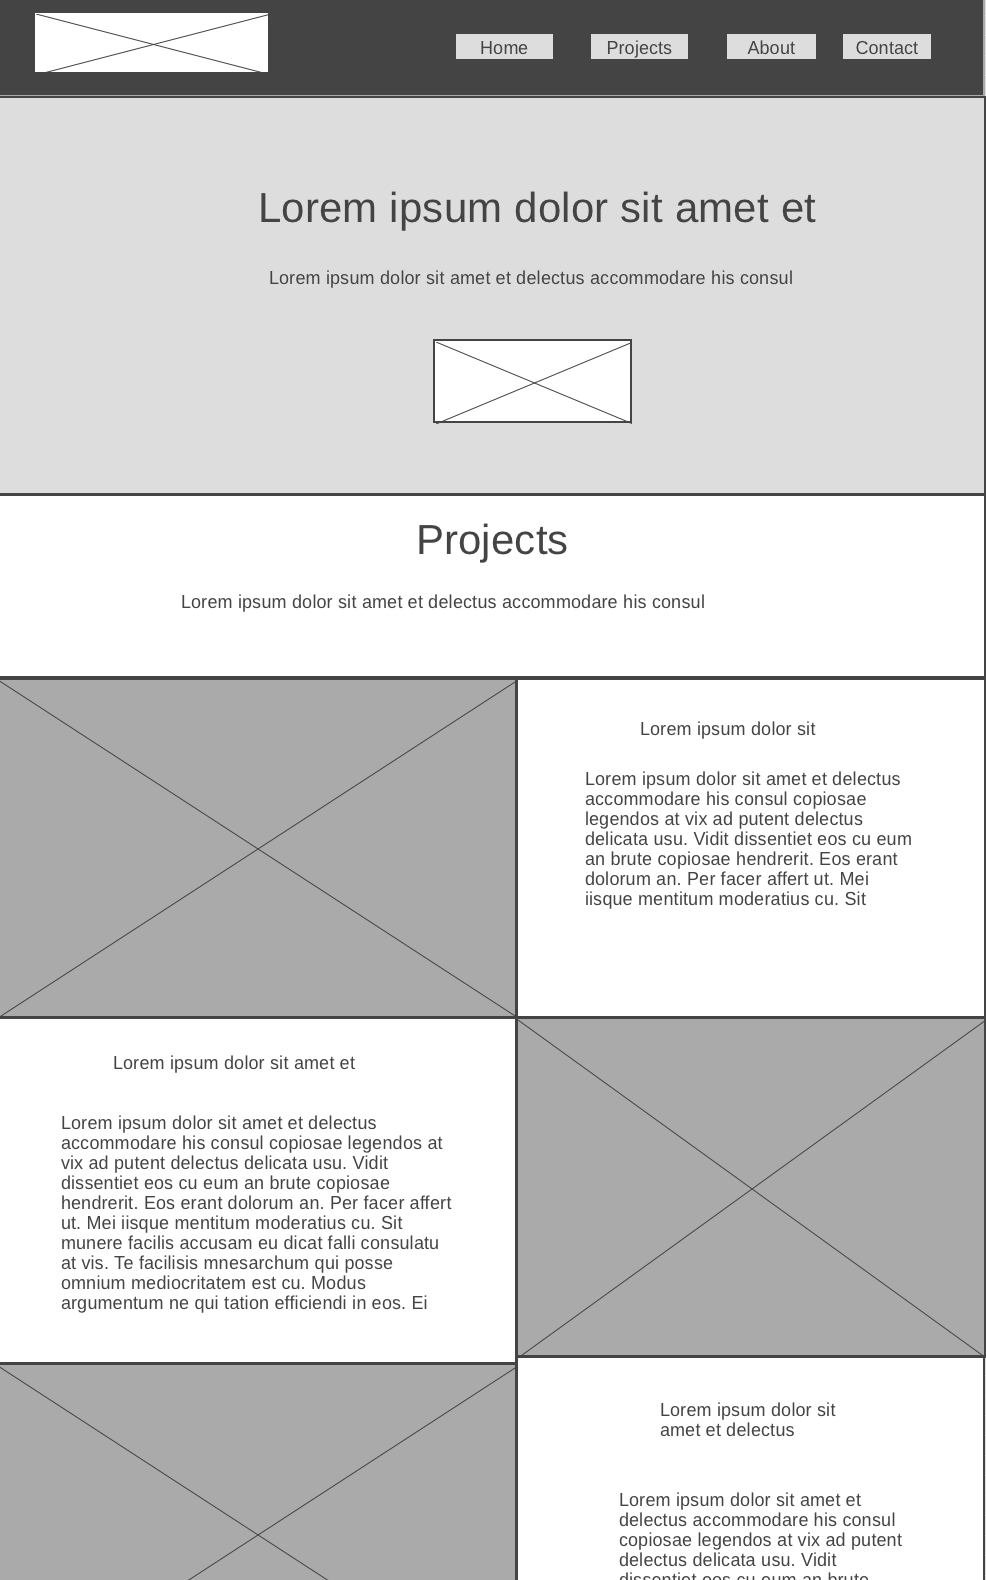 Home Projects About Contact
Lorem ipsum dolor sit amet et
Lorem ipsum dolor sit amet et delectus accommodare his consul
Projects
Lorem ipsum dolor sit amet et delectus accommodare his consul
Lorem ipsum dolor sit
Lorem ipsum dolor sit amet et delectus
accommodare his consul copiosae
legendos at vix ad putent delectus
delicata usu. Vidit dissentiet eos cu eum
an brute copiosae hendrerit. Eos erant
dolorum an. Per facer affert ut. Mei
iisque mentitum moderatius cu. Sit
Lorem ipsum dolor sit amet et
Lorem ipsum dolor sit amet et delectus
accommodare his consul copiosae legendos at
vix ad putent delectus delicata usu. Vidit
dissentiet eos cu eum an brute copiosae
hendrerit. Eos erant dolorum an. Per facer affert
ut. Mei iisque mentitum moderatius cu. Sit
munere facilis accusam eu dicat falli consulatu
at vis. Te facilisis mnesarchum qui posse
omnium mediocritatem est cu. Modus
argumentum ne qui tation efficiendi in eos. Ei
Lorem ipsum dolor sit
amet et delectus
Lorem ipsum dolor sit amet et
delectus accommodare his consul
copiosae legendos at vix ad putent
delectus delicata usu. Vidit
dissentiet eos cu eum an brute